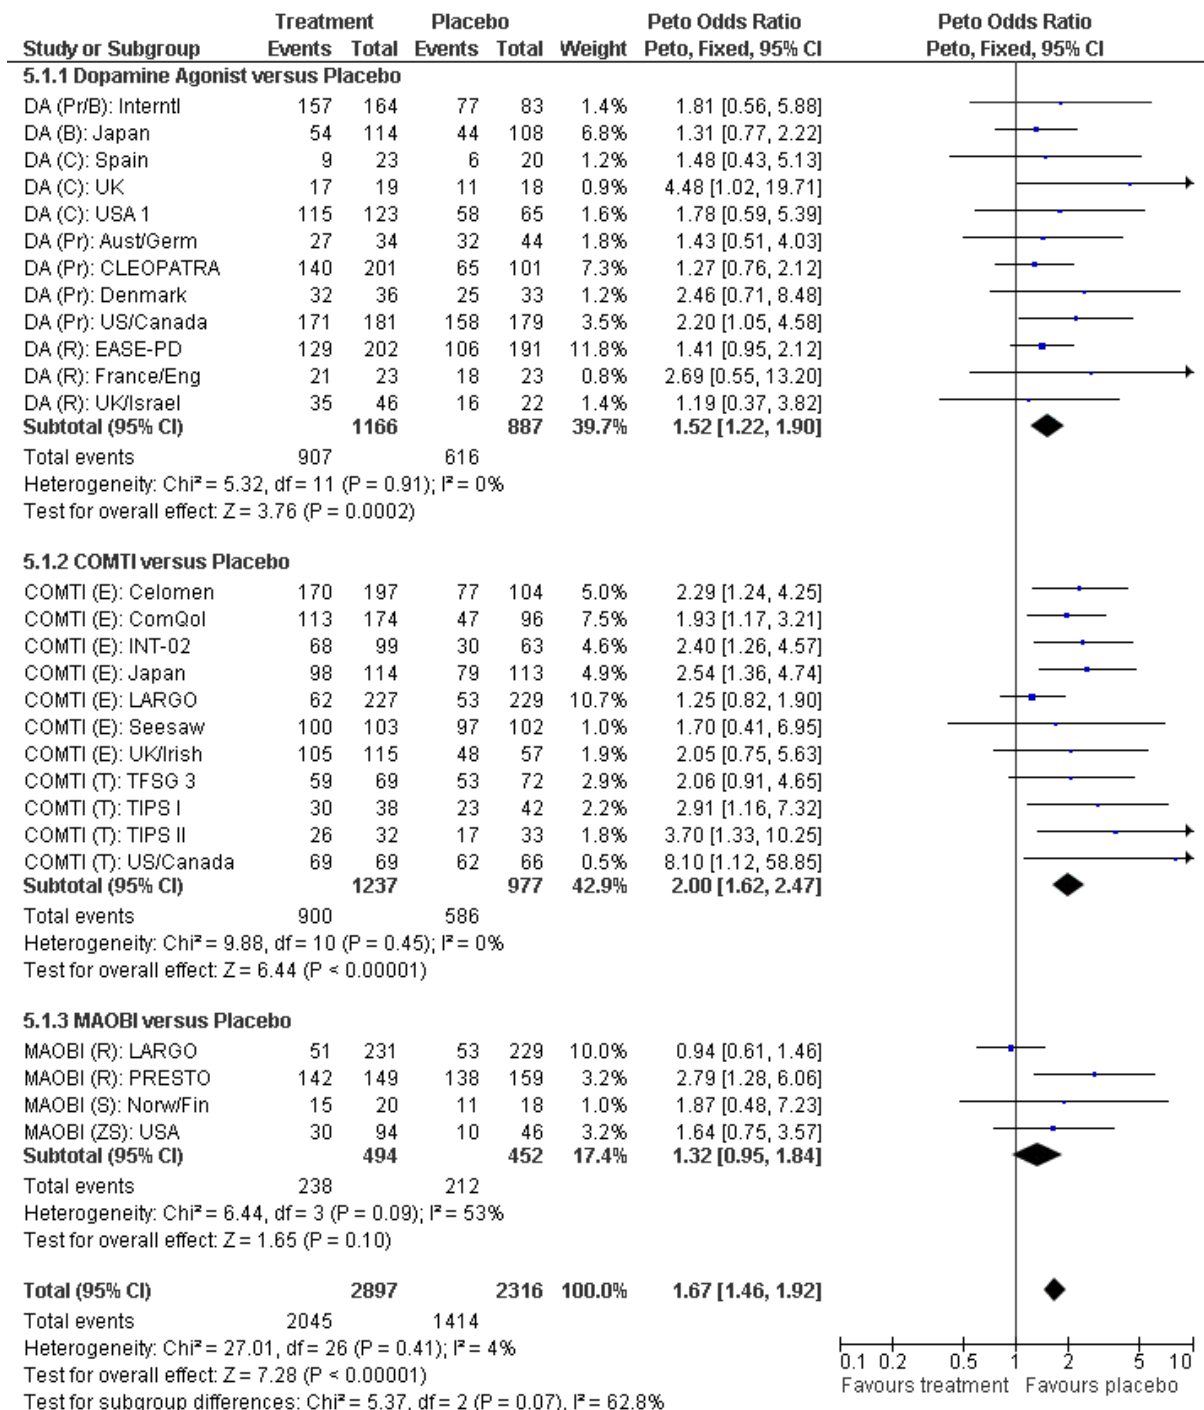 Treatment Placebo Peto Odds Ratio Peto Odds Ratio
Study or Subgroup Events Total Events Total Weight Peto, Fixed, 95% CI Peto, Fixed, 95% CI
5.1.1 Dopamine Agonist versus Placebo
DA (Pr/B): Interntl 157 164 77 83 1.4% 1.81 [0.56, 5.88]
DA (B): Japan 54 114 44 108 6.8% 1.31 [0.77, 2.22]
DA (C): Spain 9 23 6 20 1.2% 1.48 [0.43, 5.13]
DA (C): UK 17 19 11 18 0.9% 4.48 [1.02, 19.71]
DA (C): USA 1 115 123 58 65 1.6% 1.78 [0.59, 5.39]
DA (Pr): Aust/Germ 27 34 32 44 1.8% 1.43 [0.51, 4.03]
DA (Pr): CLEOPATRA 140 201 65 101 7.3% 1.27 [0.76, 2.12]
DA (Pr): Denmark 32 36 25 33 1.2% 2.46 [0.71, 8.48]
DA (Pr): US/Canada 171 181 158 179 3.5% 2.20 [1.05, 4.58]
DA (R): EASE-PD 129 202 106 191 11.8% 1.41 [0.95, 2.12]
DA (R): France/Eng 21 23 18 23 0.8% 2.69 [0.55, 13.20]
DA (R): UK/Israel 35 46 16 22 1.4% 1.19 [0.37, 3.82]
Subtotal (95% CI) 1166 887 39.7% 1.52 [1.22, 1.90]
Total events 907 616
Heterogeneity: Chi² = 5.32, df = 11 (P = 0.91); I² = 0%
Test for overall effect: Z = 3.76 (P = 0.0002)
5.1.2 COMTI versus Placebo
COMTI (E): Celomen 170 197 77 104 5.0% 2.29 [1.24, 4.25]
COMTI (E): ComQol 113 174 47 96 7.5% 1.93 [1.17, 3.21]
COMTI (E): INT-02 68 99 30 63 4.6% 2.40 [1.26, 4.57]
COMTI (E): Japan 98 114 79 113 4.9% 2.54 [1.36, 4.74]
COMTI (E): LARGO 62 227 53 229 10.7% 1.25 [0.82, 1.90]
COMTI (E): Seesaw 100 103 97 102 1.0% 1.70 [0.41, 6.95]
COMTI (E): UK/Irish 105 115 48 57 1.9% 2.05 [0.75, 5.63]
COMTI (T): TFSG 3 59 69 53 72 2.9% 2.06 [0.91, 4.65]
COMTI (T): TIPS I 30 38 23 42 2.2% 2.91 [1.16, 7.32]
COMTI (T): TIPS II 26 32 17 33 1.8% 3.70 [1.33, 10.25]
COMTI (T): US/Canada 69 69 62 66 0.5% 8.10 [1.12, 58.85]
Subtotal (95% CI) 1237 977 42.9% 2.00 [1.62, 2.47]
Total events 900 586
Heterogeneity: Chi² = 9.88, df = 10 (P = 0.45); I² = 0%
Test for overall effect: Z = 6.44 (P < 0.00001)
5.1.3 MAOBI versus Placebo
MAOBI (R): LARGO 51 231 53 229 10.0% 0.94 [0.61, 1.46]
MAOBI (R): PRESTO 142 149 138 159 3.2% 2.79 [1.28, 6.06]
MAOBI (S): Norw/Fin 15 20 11 18 1.0% 1.87 [0.48, 7.23]
MAOBI (ZS): USA 30 94 10 46 3.2% 1.64 [0.75, 3.57]
Subtotal (95% CI) 494 452 17.4% 1.32 [0.95, 1.84]
Total events 238 212
Heterogeneity: Chi² = 6.44, df = 3 (P = 0.09); I² = 53%
Test for overall effect: Z = 1.65 (P = 0.10)
Total (95% CI) 2897 2316 100.0% 1.67 [1.46, 1.92]
Total events 2045 1414
Heterogeneity: Chi² = 27.01, df = 26 (P = 0.41); I² = 4%
Test for overall effect: Z = 7.28 (P < 0.00001)
Test for subgroup differences: Chi² = 5.37, df = 2 (P = 0.07), I² = 62.8%
0.1 0.2 0.5 1 2 5 10
Favours treatment Favours placebo